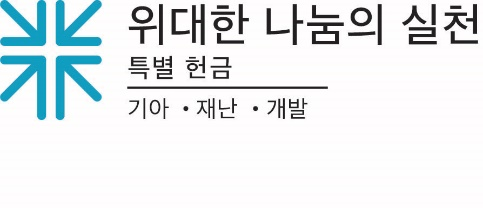 위대한 나눔의 실천
특별 헌금
기아 • 재난 • 개발